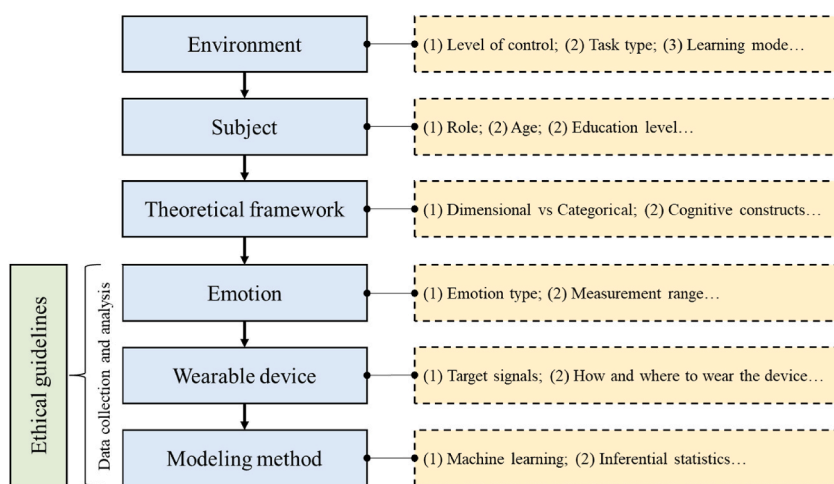 Environment
(1) Level of control; (2) Task type; (3) Learning mode…
Subject
(1) Role; (2) Age; (2) Education level…
Theoretical framework
(1) Dimensional vs Categorical; (2) Cognitive constructs…
Ethical guidelines
Data collection and analysis
Emotion
(1) Emotion type; (2) Measurement range…
Wearable device
(1) Target signals; (2) How and where to wear the device…
Modeling method
(1) Machine learning; (2) Inferential statistics…